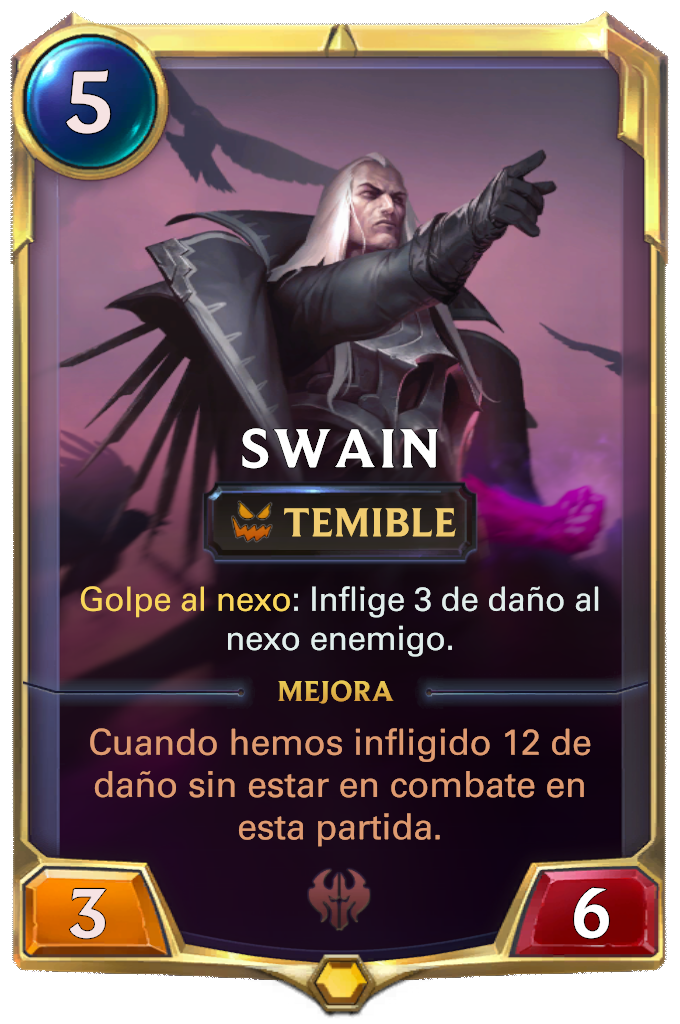 5
SWAIN
TEMIBLE
Golpe al nexo: Inflige 3 de daño al
nexo enemigo.
MEJORA
Cuando hemos infligido 12 de
daño sin estar en combate en
esta partida.
3
6